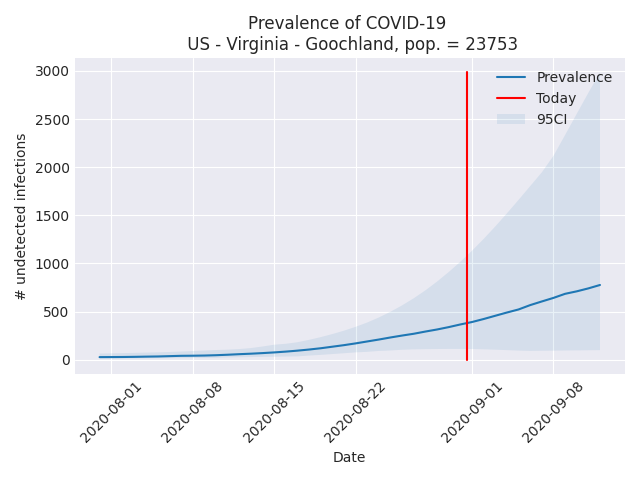 Prevalence of COVID-19
US - Virginia - Goochland, pop. = 23753
3000
2500
2000
1500
1000
500
0
# undetected infections
Prevalence
Today
95CI
2020-08-01
2020-08-08
2020-08-15
2020-08-22
2020-09-01
2020-09-08
Date